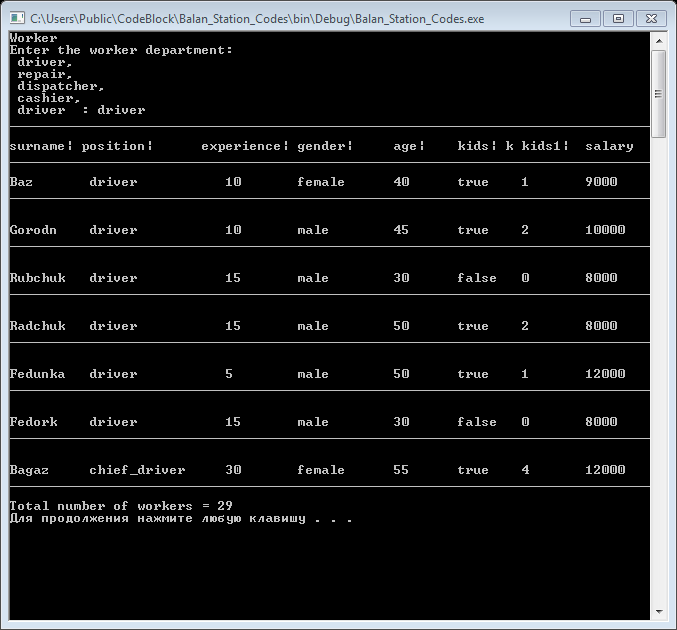 C:\Users\Public\CodeBlock\Balan_Station_Codes\bin\Debug\Balan_Station_Codes.exe
Worker
Enter the worker department:
driver,
repair,
dispatcher,
cashier,
driver  : driver
surname¦ position¦      experience¦ gender¦     age¦    kids¦ k kids1¦  salary
Baz       driver           10       female      40      true    1       9000
Gorodn    driver           10       male        45      true    2       10000
Rubchuk   driver           15       male        30      false   0       8000
Radchuk   driver           15       male        50      true    2       8000
Fedunka   driver           5        male        50      true    1       12000
Fedork    driver           15       male        30      false   0       8000
Bagaz     chief_driver     30       female      55      true    4       12000
Total number of workers = 29
Для продолжения нажмите любую клавишу . . .